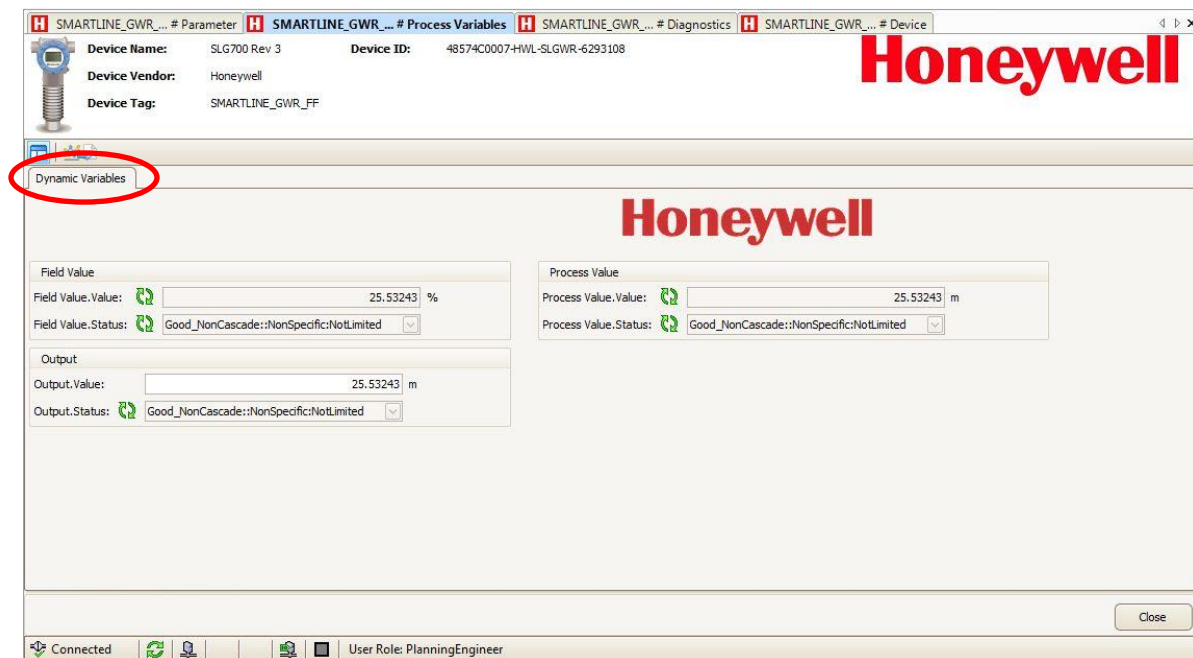 SMARTLINE_GWR_... # Parameter SMARTLINE_GWR_... # Process Variables SMARTLINE_GWR_... # Diagnostics SMARTLINE_GWR_... # Device
Device Name: SLG700 Rev 3 Device ID: 48574C0007-HWL-SLGWR-6293108
Honeywell
Device Vendor: Honeywell
Device Tag: SMARTLINE_GWR_FF
Dynamic Variables
Honeywell
Field Value
Process Value
Field Value.Value: 25.53243 %
Process Value.Value: 25.53243 m
Field Value.Status: Good_NonCascade::NonSpecific:NotLimited
Process Value.Status: Good_NonCascade::NonSpecific:NotLimited
Output
Output.Value: 25.53243 m
Output.Status: Good_NonCascade::NonSpecific:NotLimited
Close
Connected User Role: PlanningEngineer